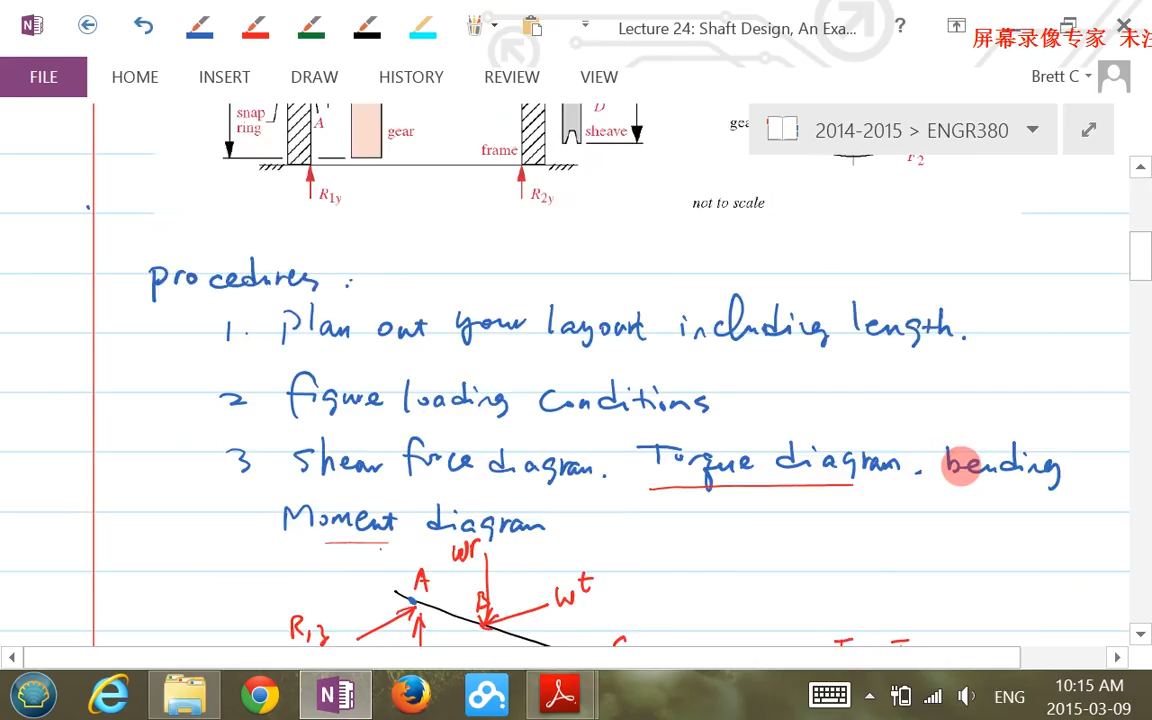 Lecture 24: Shaft Design, An Exa...
?
屏幕录像专家 未注
FILE
HOME
INSERT
DRAW
HISTORY
REVIEW
VIEW
Brett C
2014-2015 > ENGR380
snap
ring
A
gear
frame
D
sheave
gea
F2
R1y
R2y
not to scale
procedures :
1. Plan out your layout including length.
2 figure loading conditions
3 Shear force diagram. Torque diagram. bending
Moment diagram
wr
A
B
wt
R1z
ENG
10:15 AM
2015-03-09